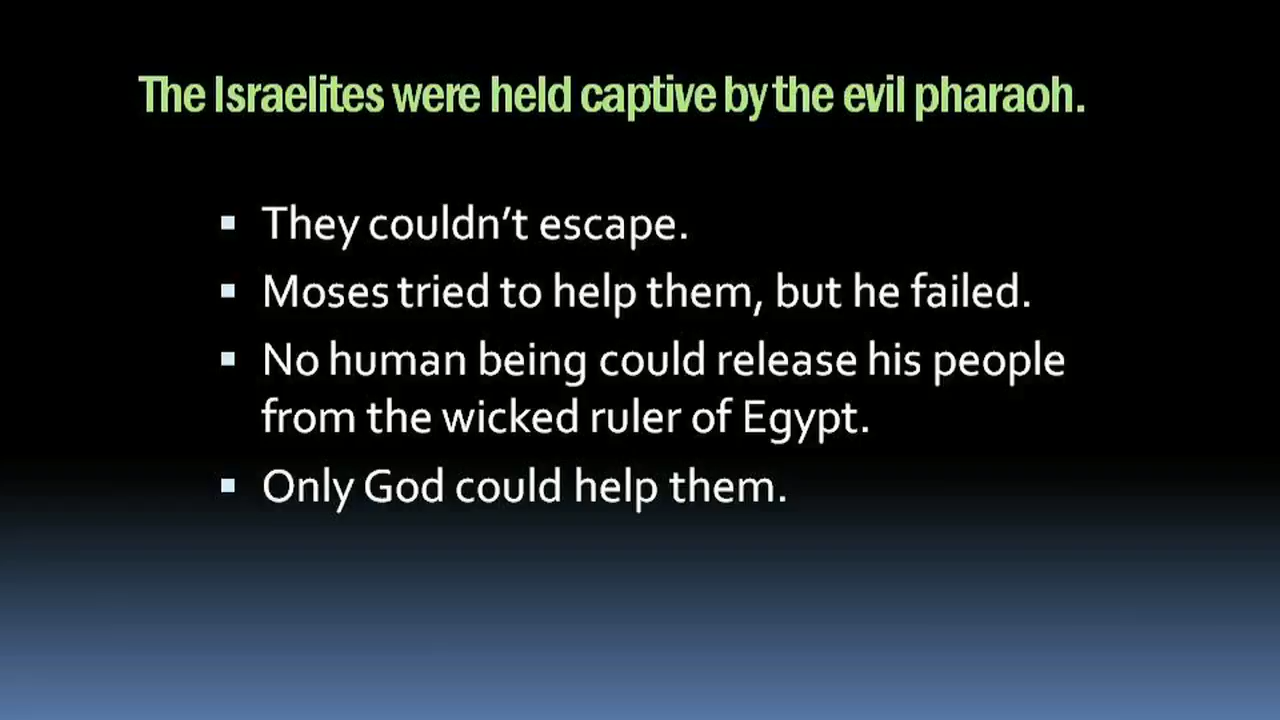 The Israelites were held captive by the evil pharaoh.
▪ They couldn’t escape.
▪ Moses tried to help them, but he failed.
▪ No human being could release his people
from the wicked ruler of Egypt.
▪ Only God could help them.